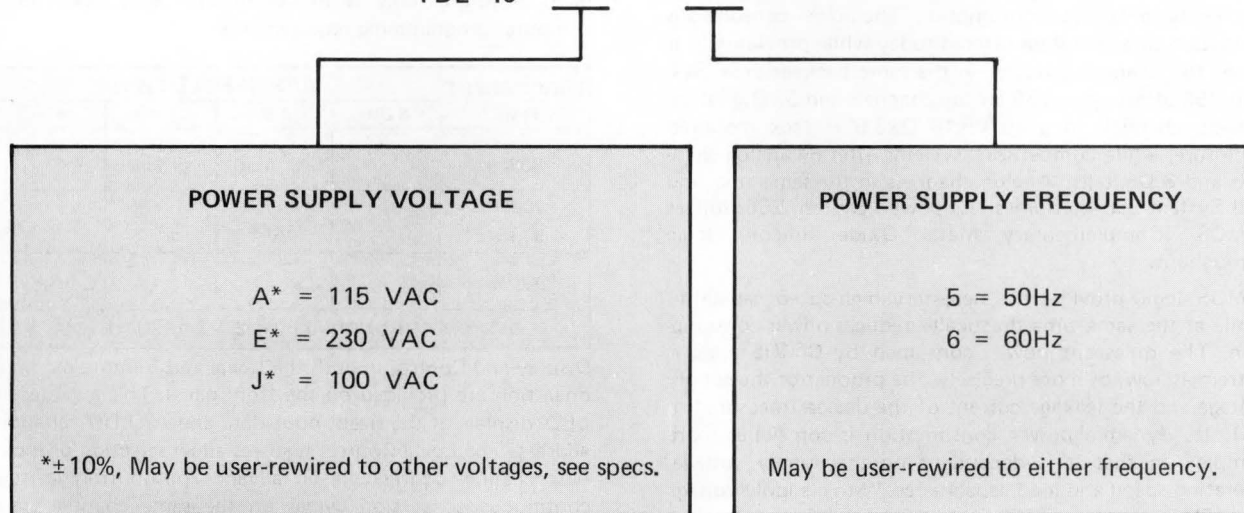 POWER SUPPLY VOLTAGE
A* = 115 VAC
E* = 230 VAC
J* = 100 VAC
*±10%, May be user-rewired to other voltages, see specs.
POWER SUPPLY FREQUENCY
5 = 50Hz
6 = 60Hz
May be user-rewired to either frequency.